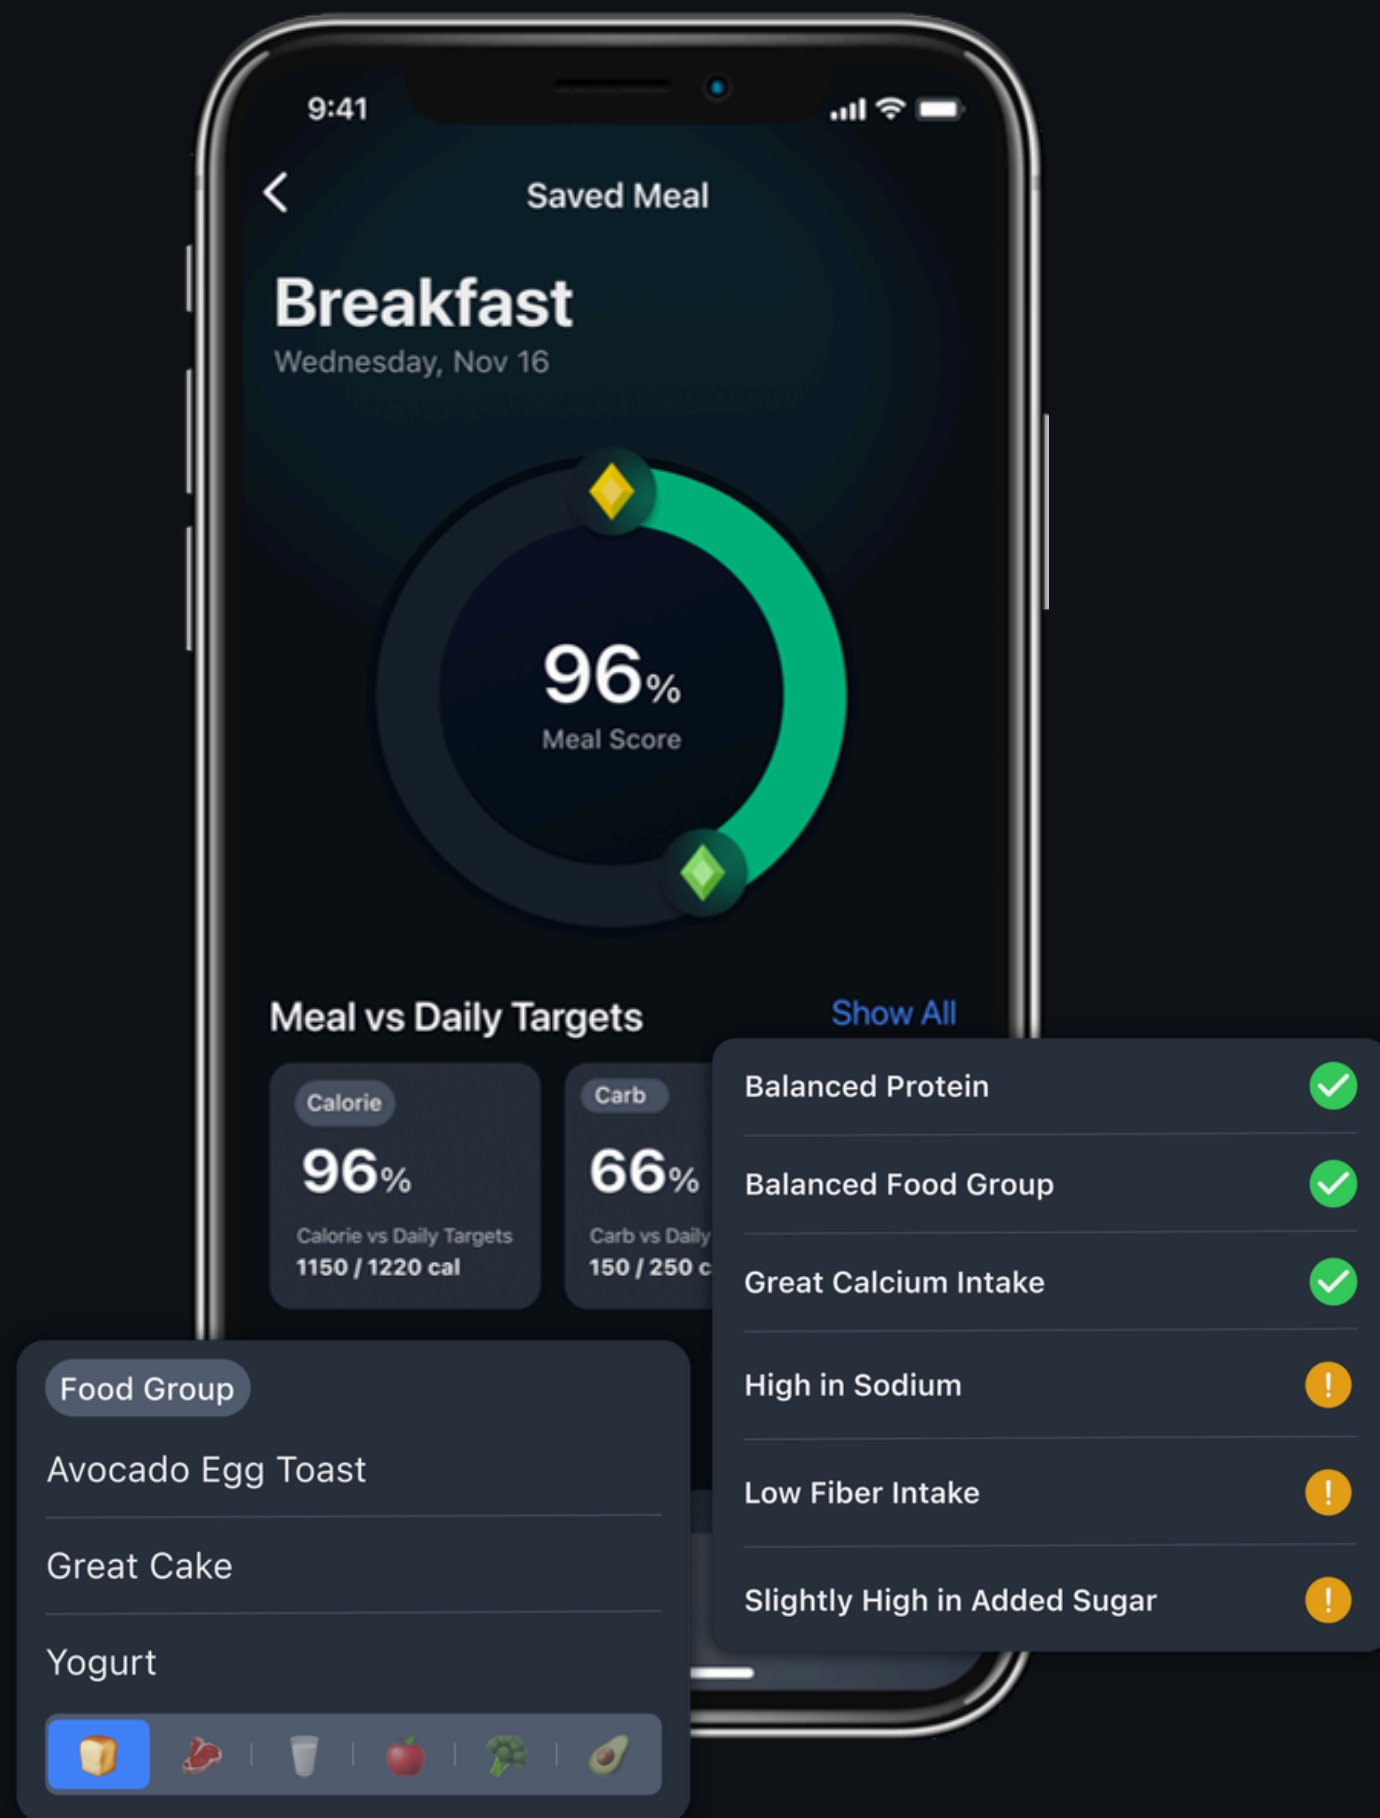 9:41
Saved Meal
Breakfast
Wednesday, Nov 16
96%
Meal Score
Meal vs Daily Targets
Show All
Calorie
96%
Calorie vs Daily Targets
1150 / 1220 cal
Carb
66%
Carb vs Daily
150 / 250 c
Balanced Protein
Balanced Food Group
Great Calcium Intake
High in Sodium
Low Fiber Intake
Slightly High in Added Sugar
Food Group
Avocado Egg Toast
Great Cake
Yogurt